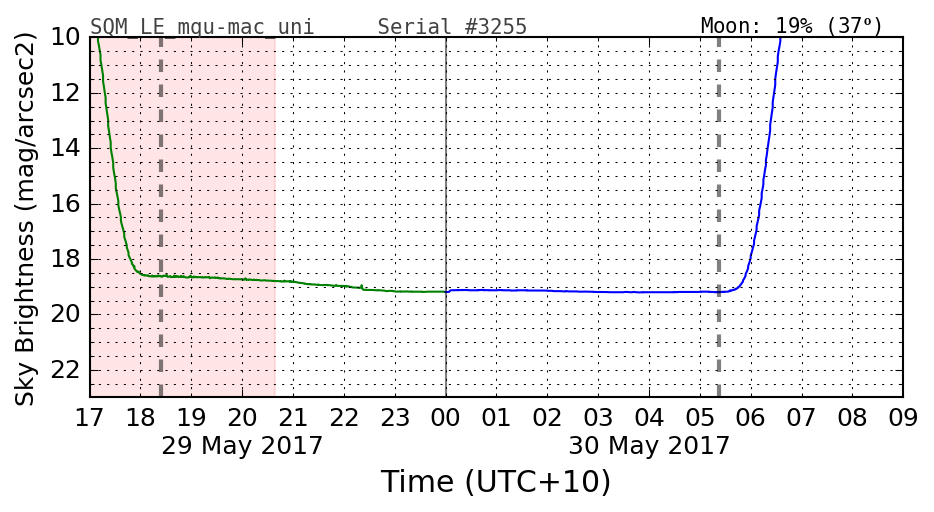 SQM_LE_mqu-mac_uni Serial #3255 Moon: 19% (37°)
Sky Brightness (mag/arcsec2)
10
12
14
16
18
20
22
17 18 19 20 21 22 23 00 01 02 03 04 05 06 07 08 09
29 May 2017 30 May 2017
Time (UTC+10)